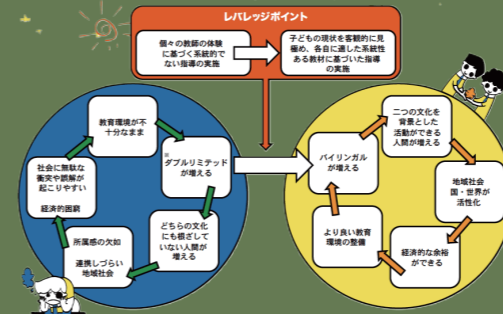 レバレッジポイント
個々の教師の体験
に基づく系統的で
ない指導の実施
子どもの現状を客観的に見
極め、各自に適した系統性
ある教材に基づいた指導
の実施
教育環境が不
十分なまま
ダブルリミテッド
が増える
どちらの文化
にも根ざして
いない人間が
増える
所属感の欠如
連携しづらい
地域社会
社会に無駄な
衝突や誤解が
起こりやすい
経済的困窮
バイリンガル
が増える
二つの文化を
背景とした
活動ができる
人間が増える
地域社会
国・世界が
活性化
経済的な余裕
ができる
より良い教育
環境の整備